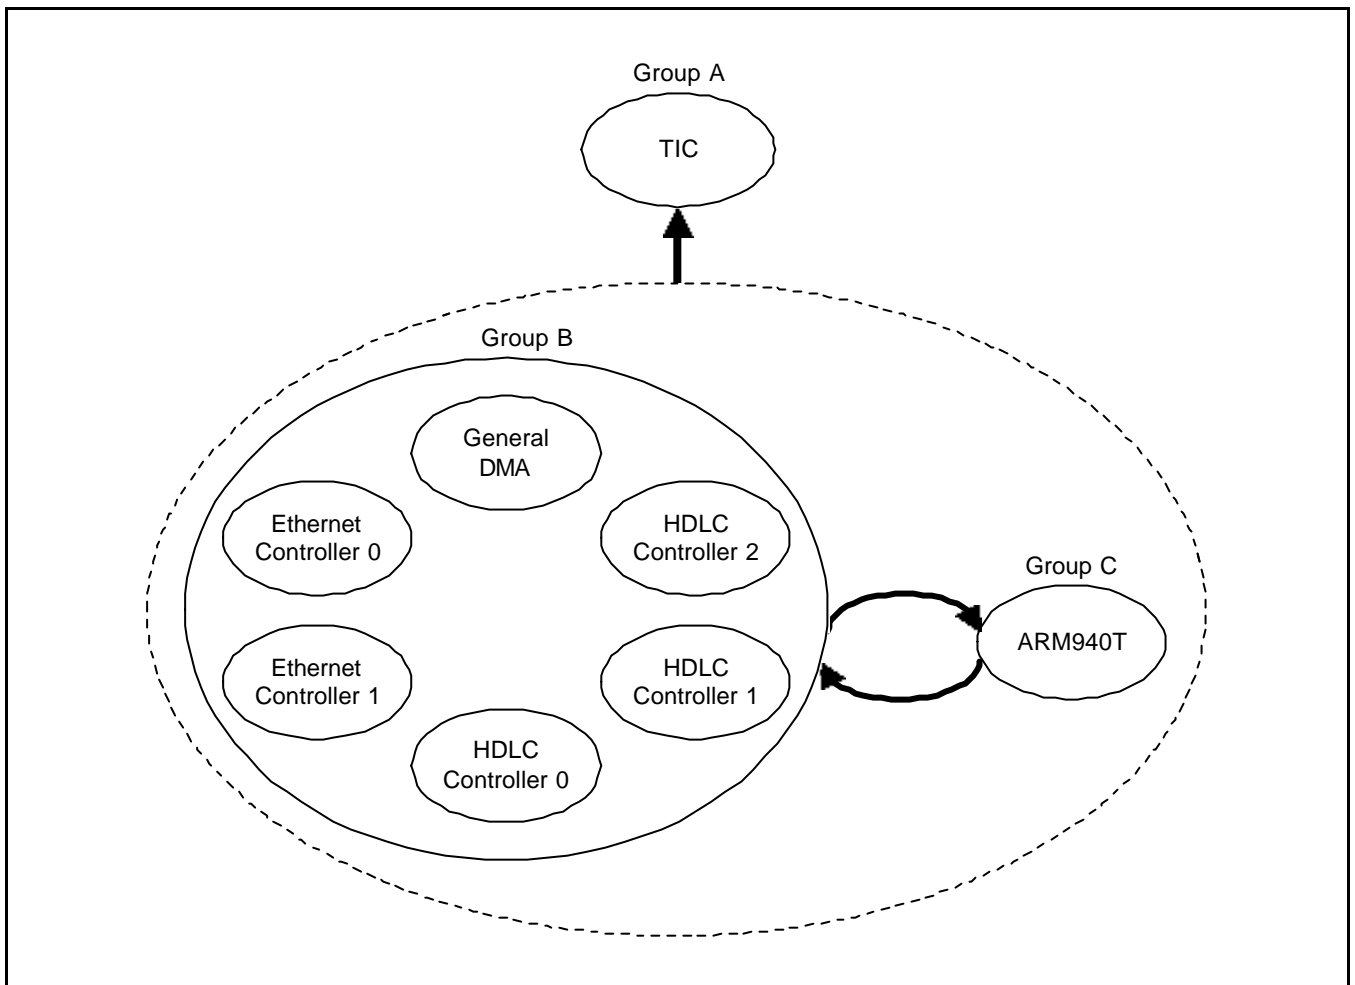 Group A
TIC
Group B
General
DMA
Ethernet
Controller 0
HDLC
Controller 2
Group C
ARM940T
Ethernet
Controller 1
HDLC
Controller 1
HDLC
Controller 0